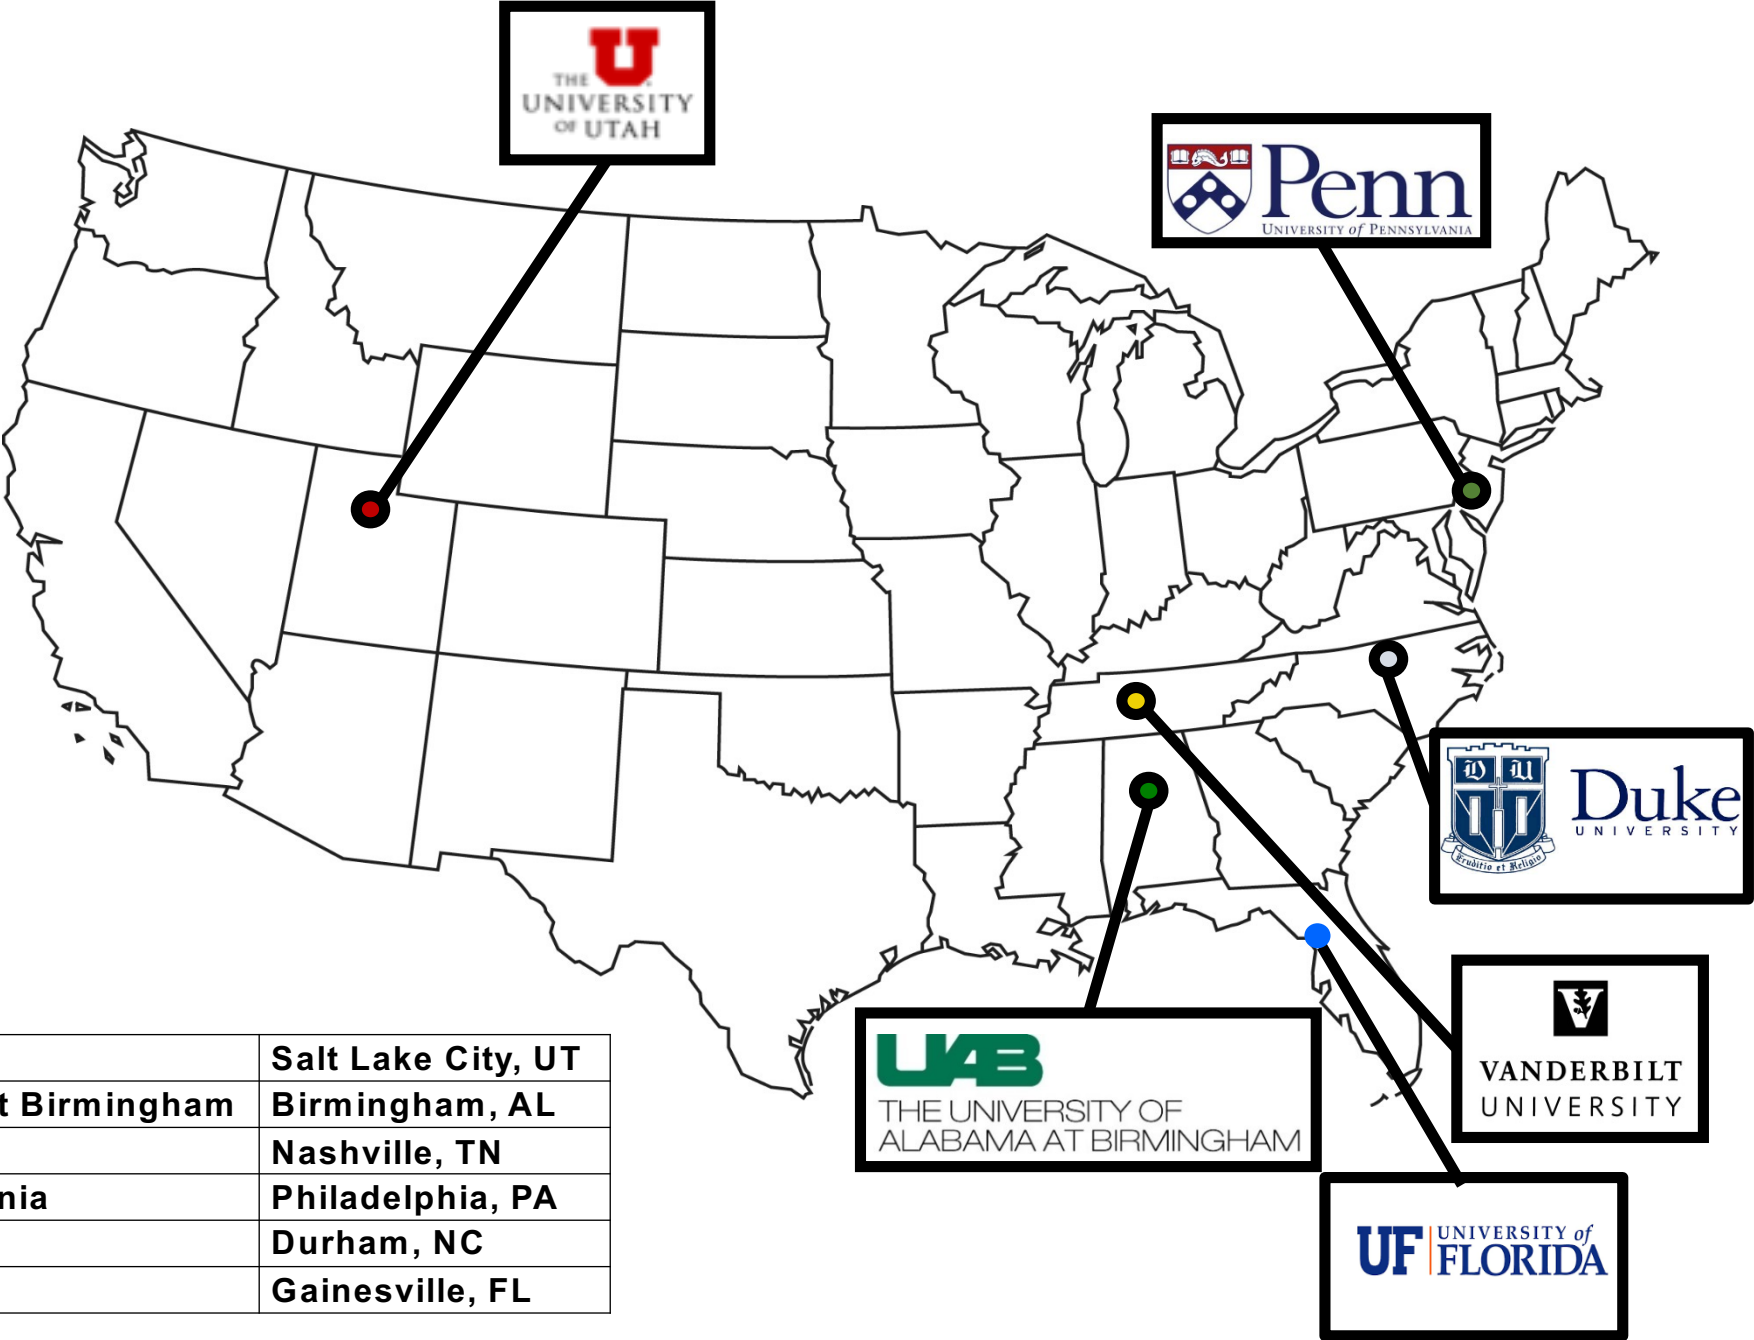 U
THE
UNIVERSITY
OF UTAH
Penn
UNIVERSITY of PENNSYLVANIA
D U
Duke
UNIVERSITY
Eruditio et Religio
V
VANDERBILT
UNIVERSITY
UAB
THE UNIVERSITY OF
ALABAMA AT BIRMINGHAM
UF UNIVERSITY of
FLORIDA
Salt Lake City, UT
t Birmingham Birmingham, AL
Nashville, TN
nia Philadelphia, PA
Durham, NC
Gainesville, FL